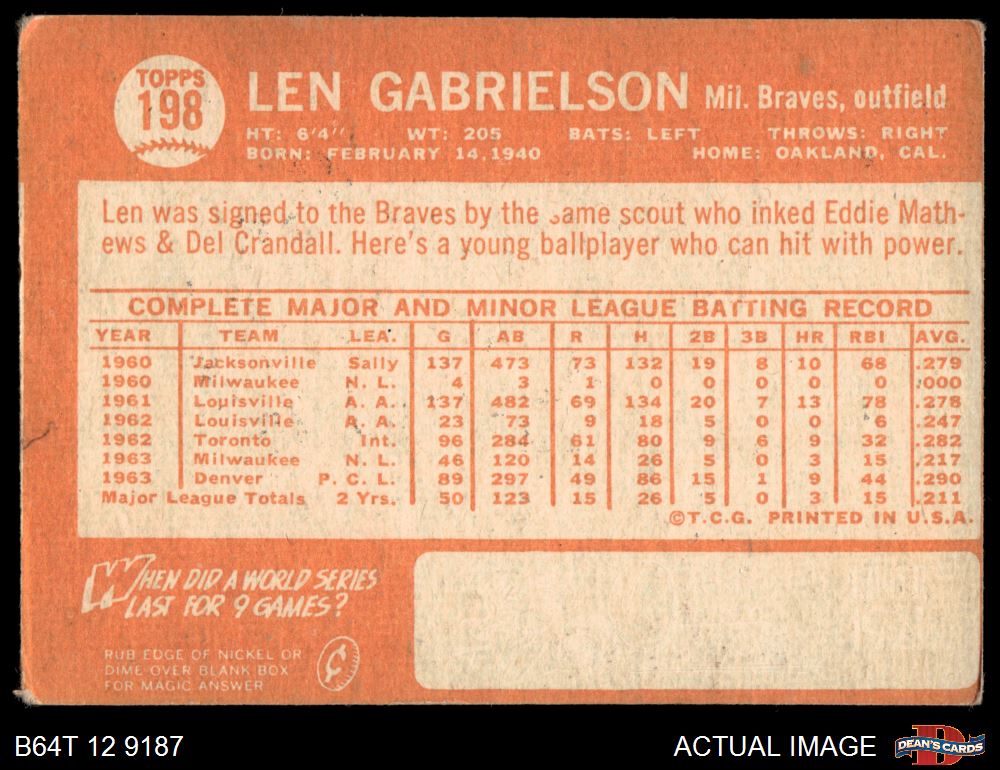 TOPPS
198
LEN GABRIELSON Mil. Braves, outfield
HT: 6'4" WT: 205 BATS: LEFT THROWS: RIGHT
BORN: FEBRUARY 14, 1940 HOME: OAKLAND, CAL.
Len was signed to the Braves by the same scout who inked Eddie Math-
ews & Del Crandall. Here's a young ballplayer who can hit with power.
COMPLETE MAJOR AND MINOR LEAGUE BATTING RECORD
YEAR TEAM LEA. G AB R H 2B 3B HR RBI AVG.
1960 Jacksonville Sally 137 473 73 132 19 8 10 68 .279
1960 Milwaukee N. L. 4 3 1 0 0 0 0 0 .000
1961 Louisville A. A. 137 482 69 134 20 7 13 78 .278
1962 Louisville A. A. 23 73 9 18 5 0 0 6 .247
1962 Toronto Int. 96 284 61 80 9 6 9 32 .282
1963 Milwaukee N. L. 46 120 14 26 5 0 3 15 .217
1963 Denver P. C. L. 89 297 49 86 15 1 9 44 .290
Major League Totals 2 Yrs. 50 123 15 26 5 0 3 15 .211
©T.C.G. PRINTED IN U.S.A.
WHEN DID A WORLD SERIES
LAST FOR 9 GAMES?
RUB EDGE OF NICKEL OR
DIME OVER BLANK BOX
FOR MAGIC ANSWER
¢
B64T 12 9187
ACTUAL IMAGE
D
DEAN'S CARDS